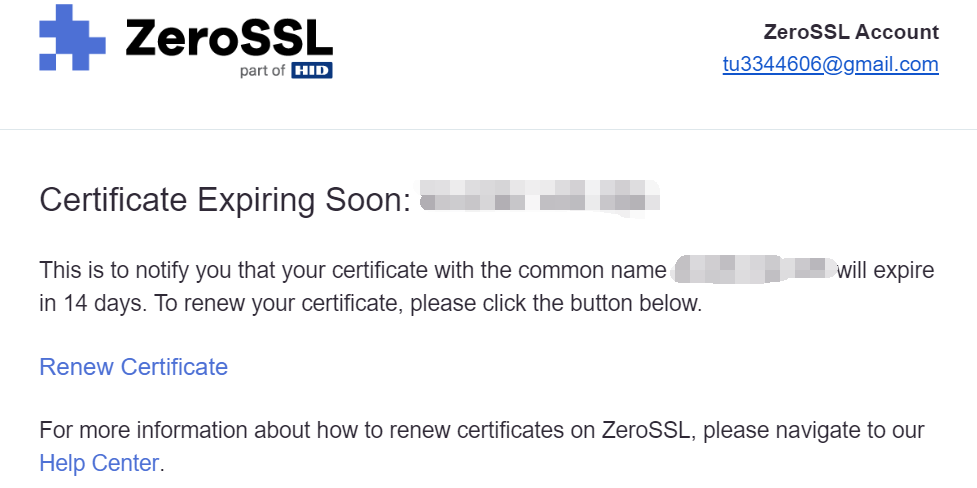 ZeroSSL
part of HID
ZeroSSL Account
tu3344606@gmail.com
Certificate Expiring Soon:
This is to notify you that your certificate with the common name will expire
in 14 days. To renew your certificate, please click the button below.
Renew Certificate
For more information about how to renew certificates on ZeroSSL, please navigate to our
Help Center.